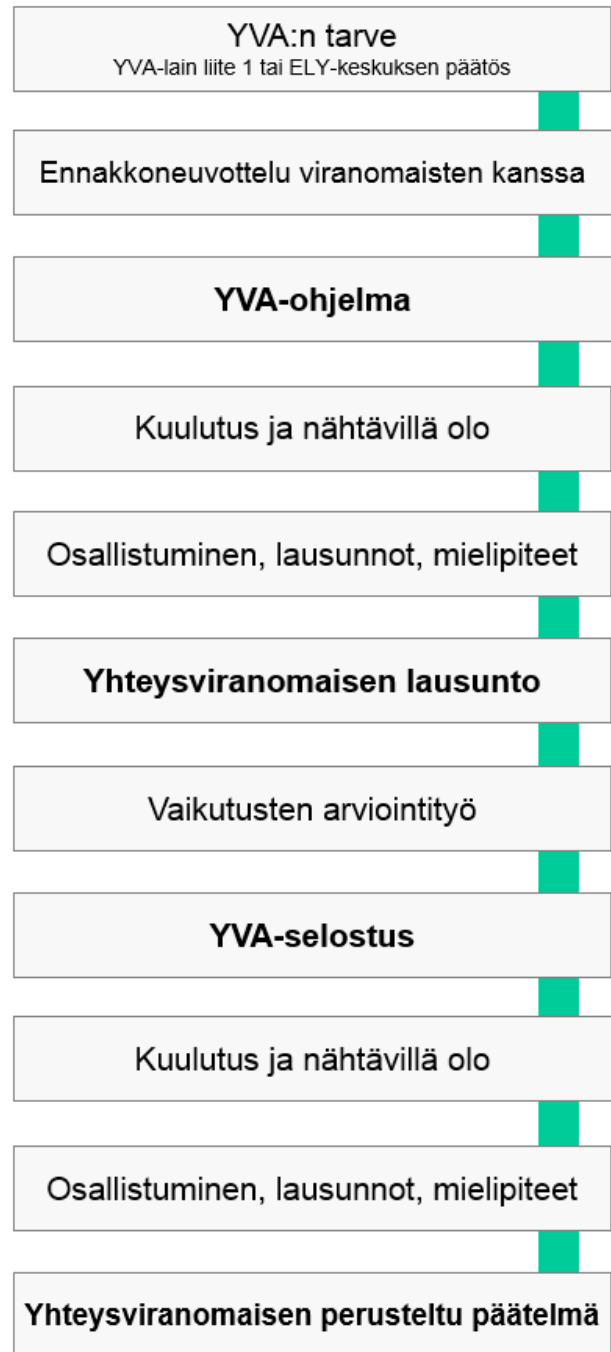 YVA:n tarve
YVA-lain liite 1 tai ELY-keskuksen päätös
Ennakkoneuvottelu viranomaisten kanssa
YVA-ohjelma
Kuulutus ja nähtävillä olo
Osallistuminen, lausunnot, mielipiteet
Yhteysviranomaisen lausunto
Vaikutusten arviointityö
YVA-selostus
Kuulutus ja nähtävillä olo
Osallistuminen, lausunnot, mielipiteet
Yhteysviranomaisen perusteltu päätelmä